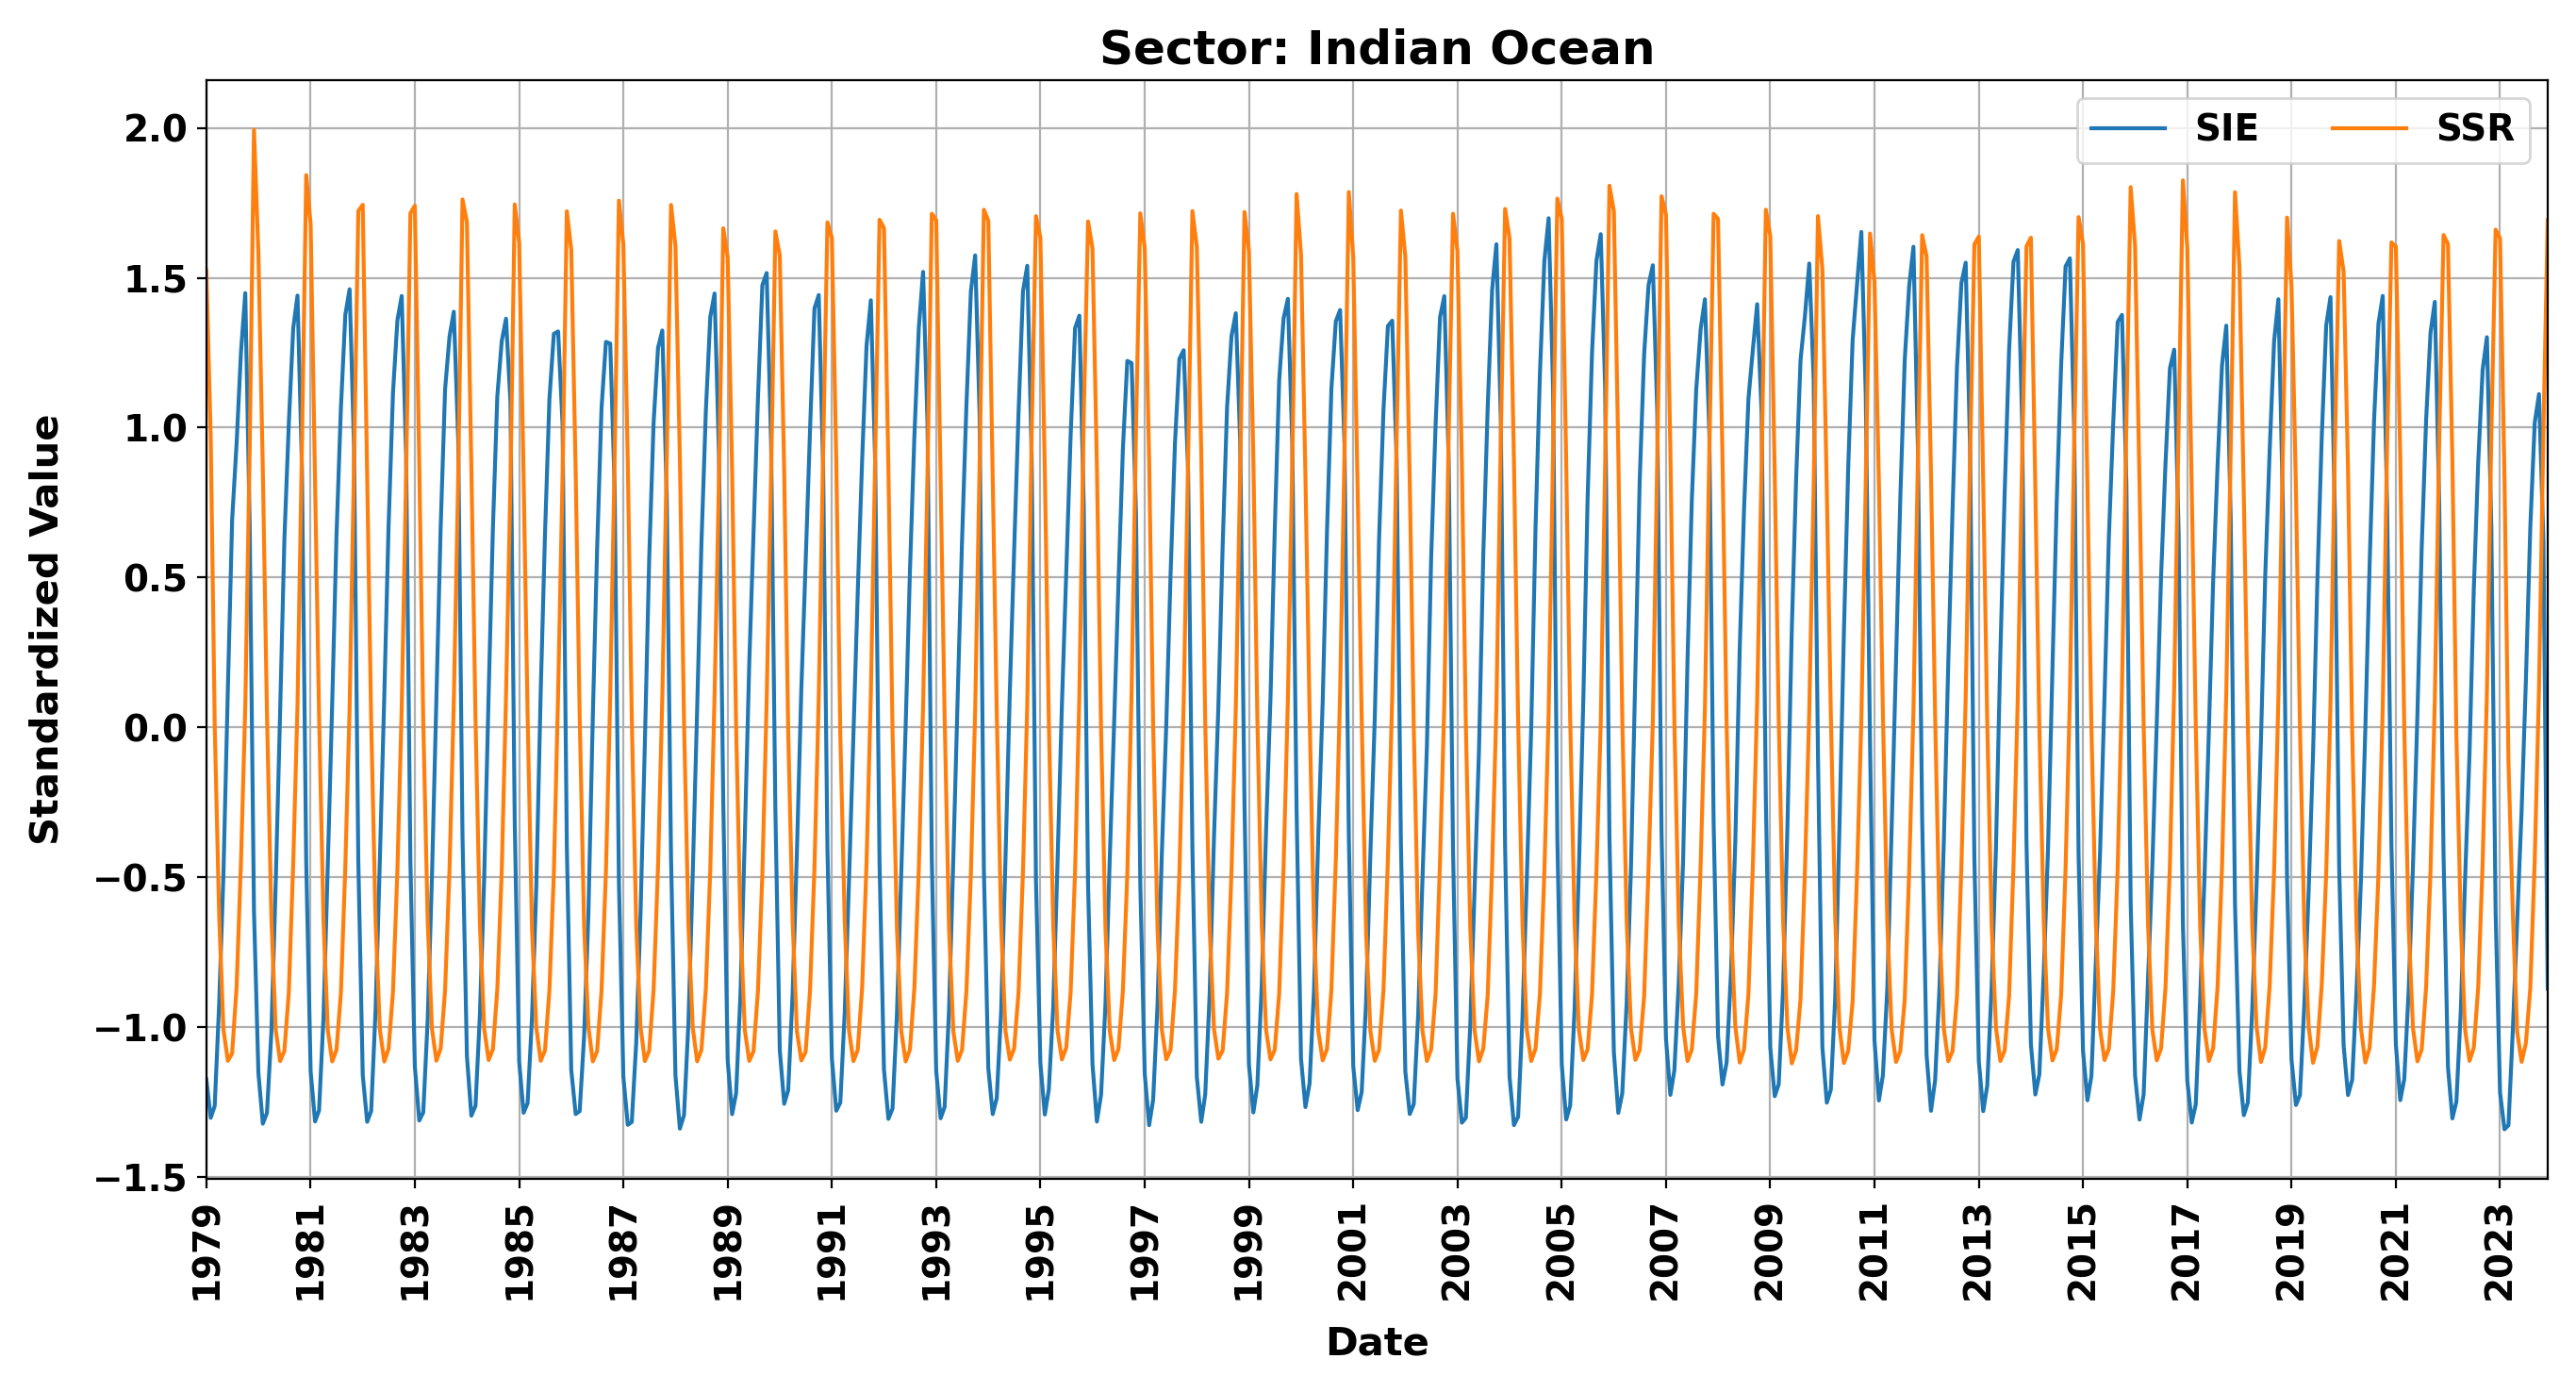 Sector: Indian Ocean
SIE SSR
Standardized Value
2.0
1.5
1.0
0.5
0.0
−0.5
−1.0
−1.5
1979 1981 1983 1985 1987 1989 1991 1993 1995 1997 1999 2001 2003 2005 2007 2009 2011 2013 2015 2017 2019 2021 2023
Date